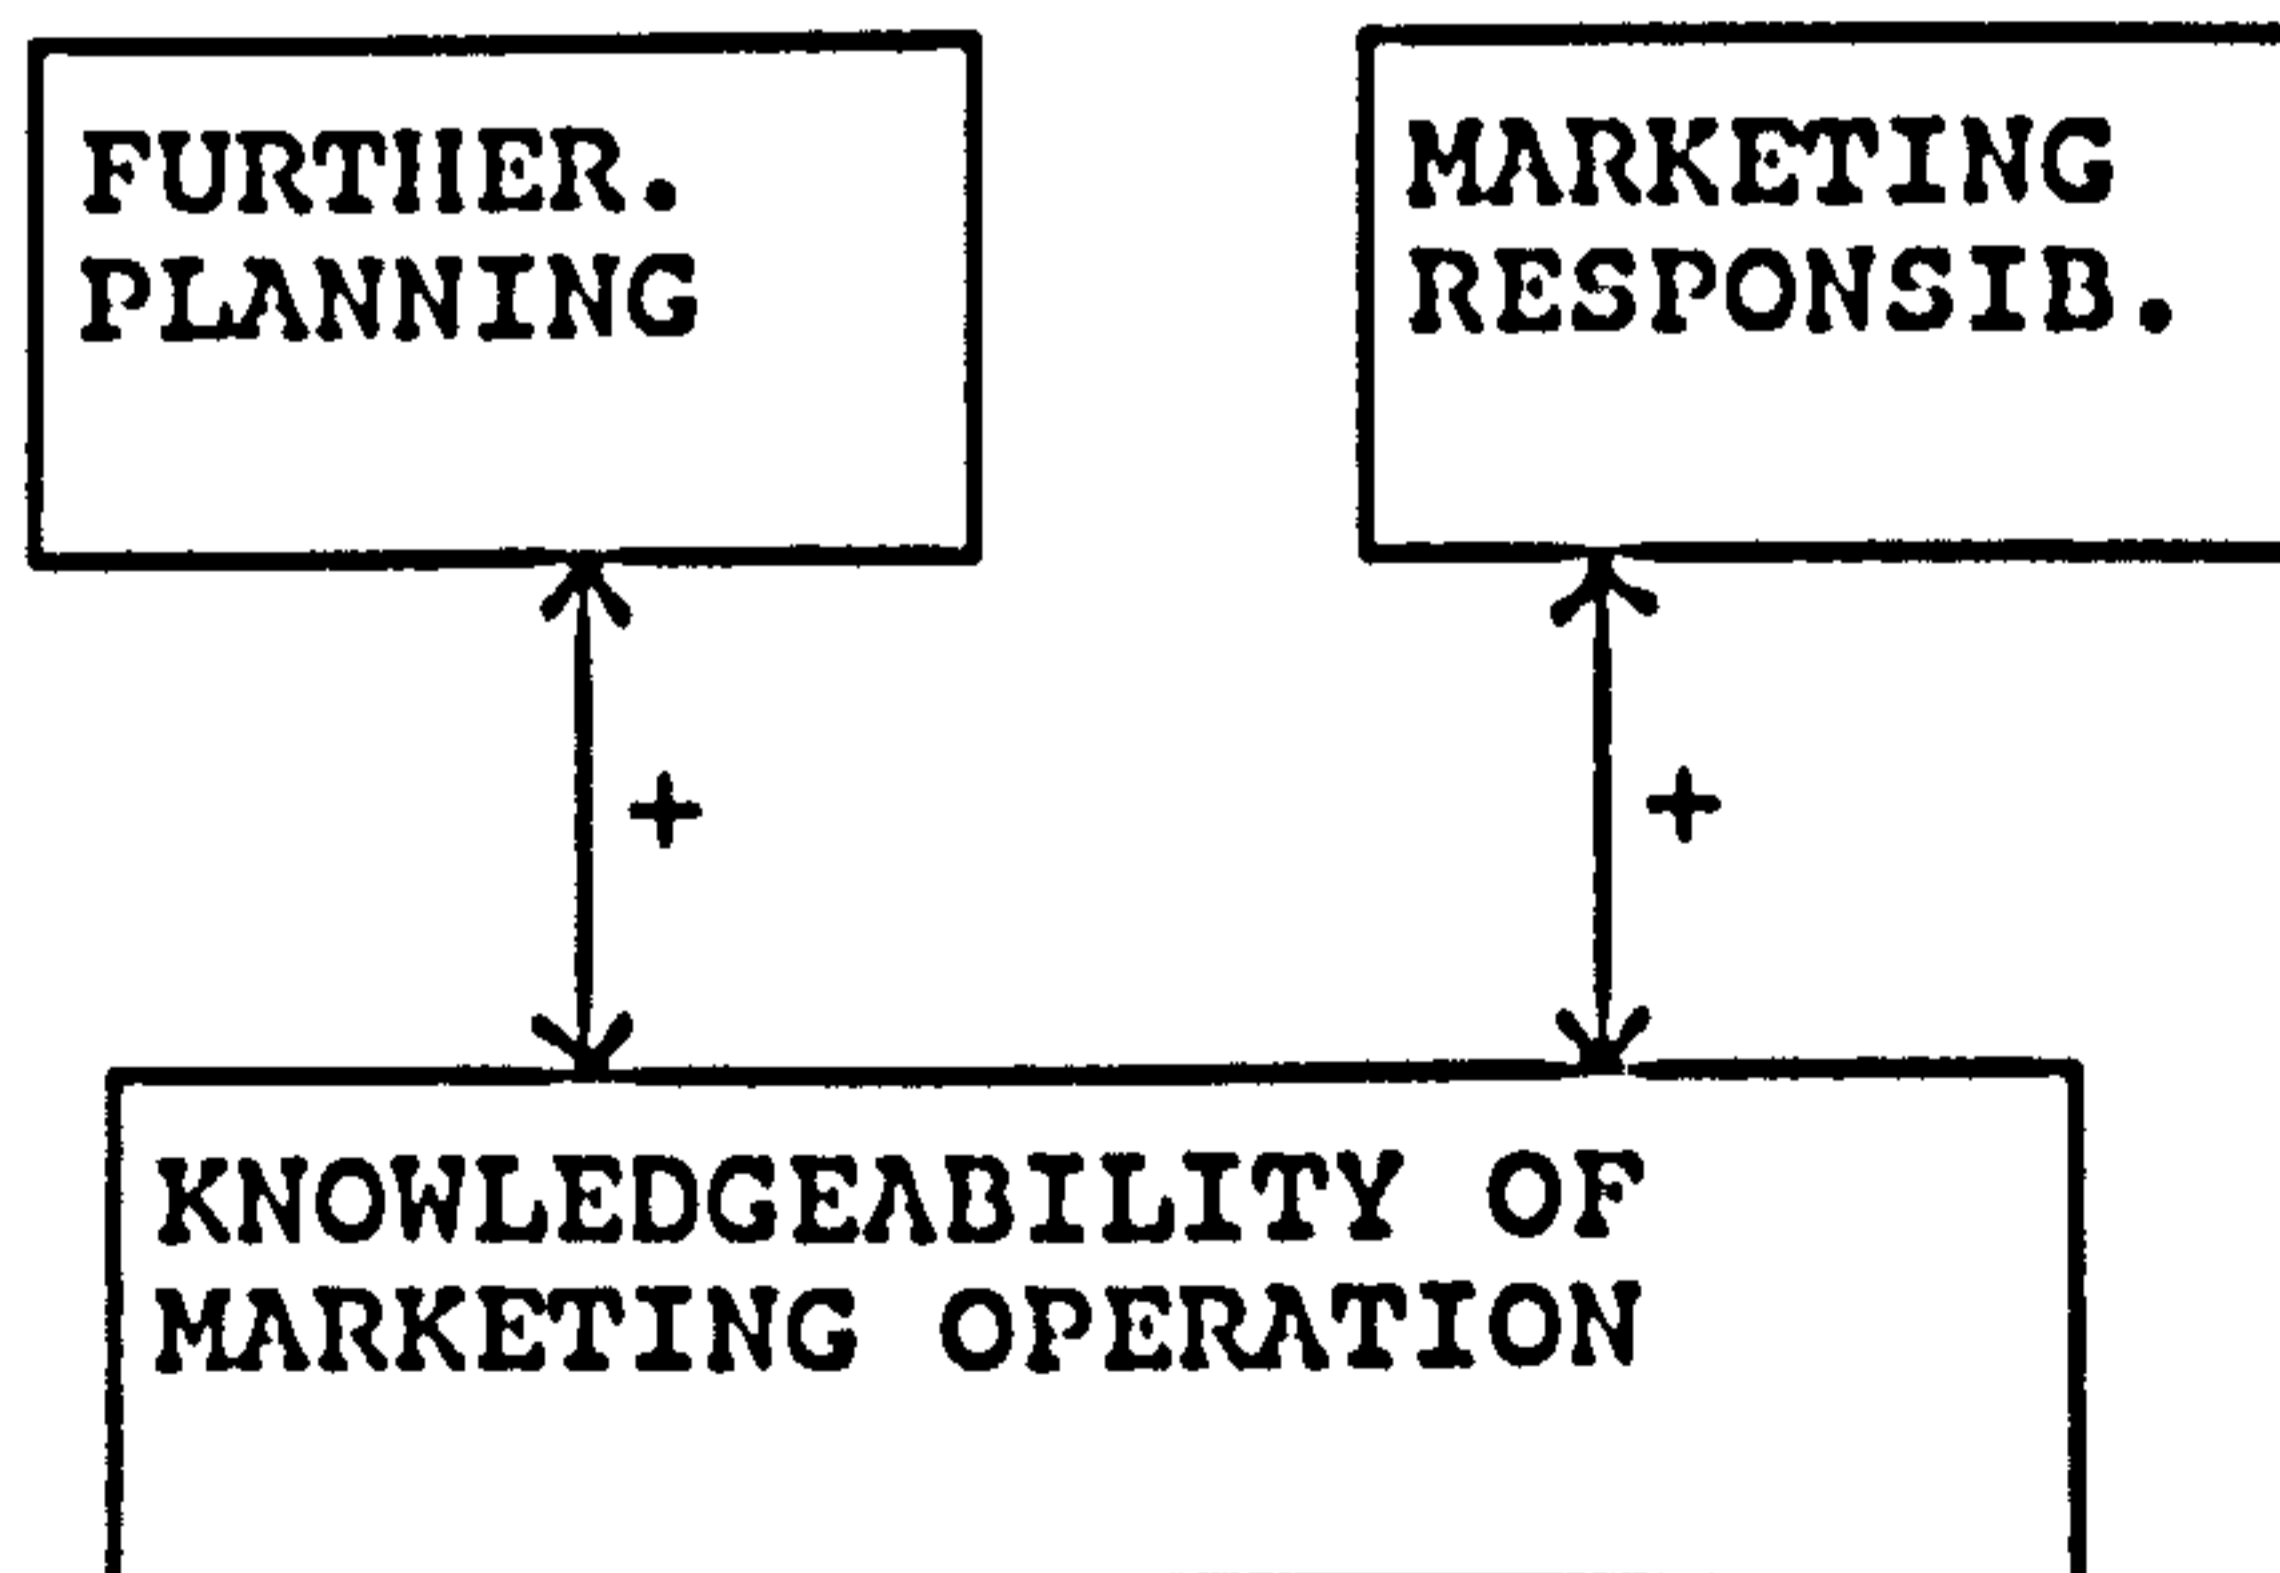 FURTHER.
PLANNING
MARKETING
RESPONSIB.
+
+
KNOWLEDGEABILITY OF
MARKETING OPERATION